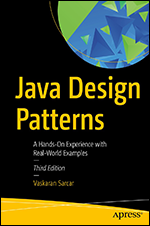 Java Design
Patterns
A Hands-On Experience with
Real-World Examples
—
Third Edition
—
Vaskaran Sarcar
Apress®